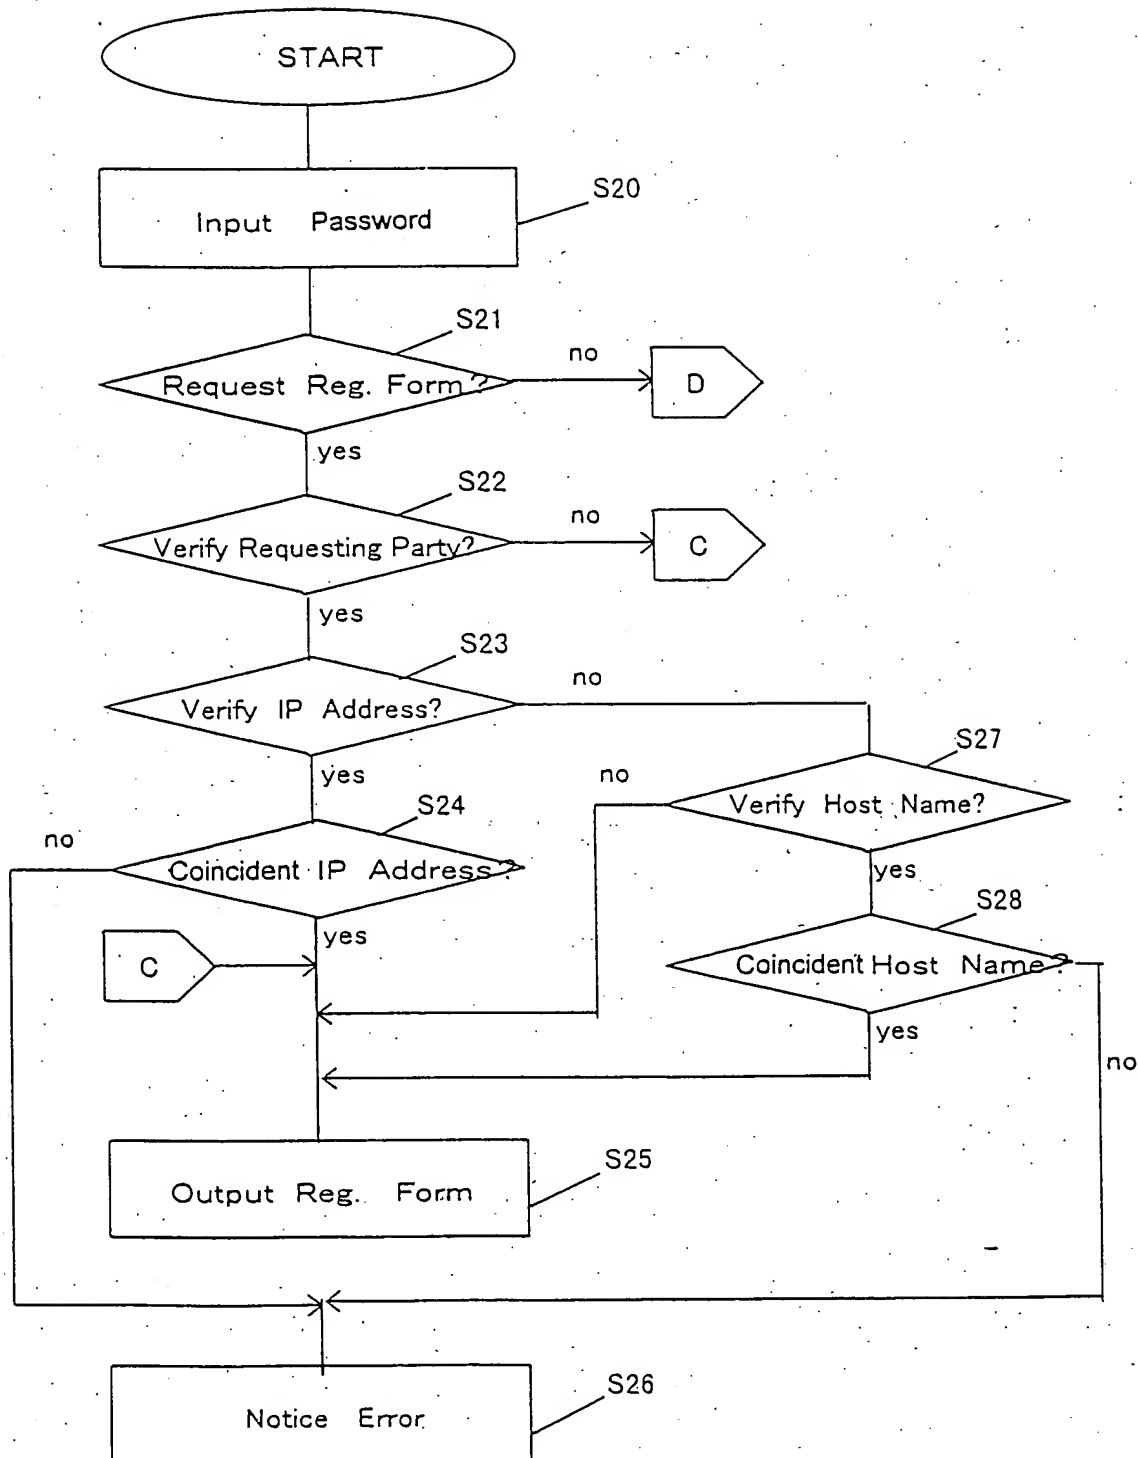 START
S20
Input Password
S21
Request Reg. Form?
no
D
yes
S22
Verify Requesting Party?
no
C
yes
S23
Verify IP Address?
no
yes
S27
Verify Host Name?
no
yes
S24
Coincident IP Address?
no
yes
S28
Coincident Host Name?
C
yes
no
S25
Output Reg. Form
S26
Notice Error